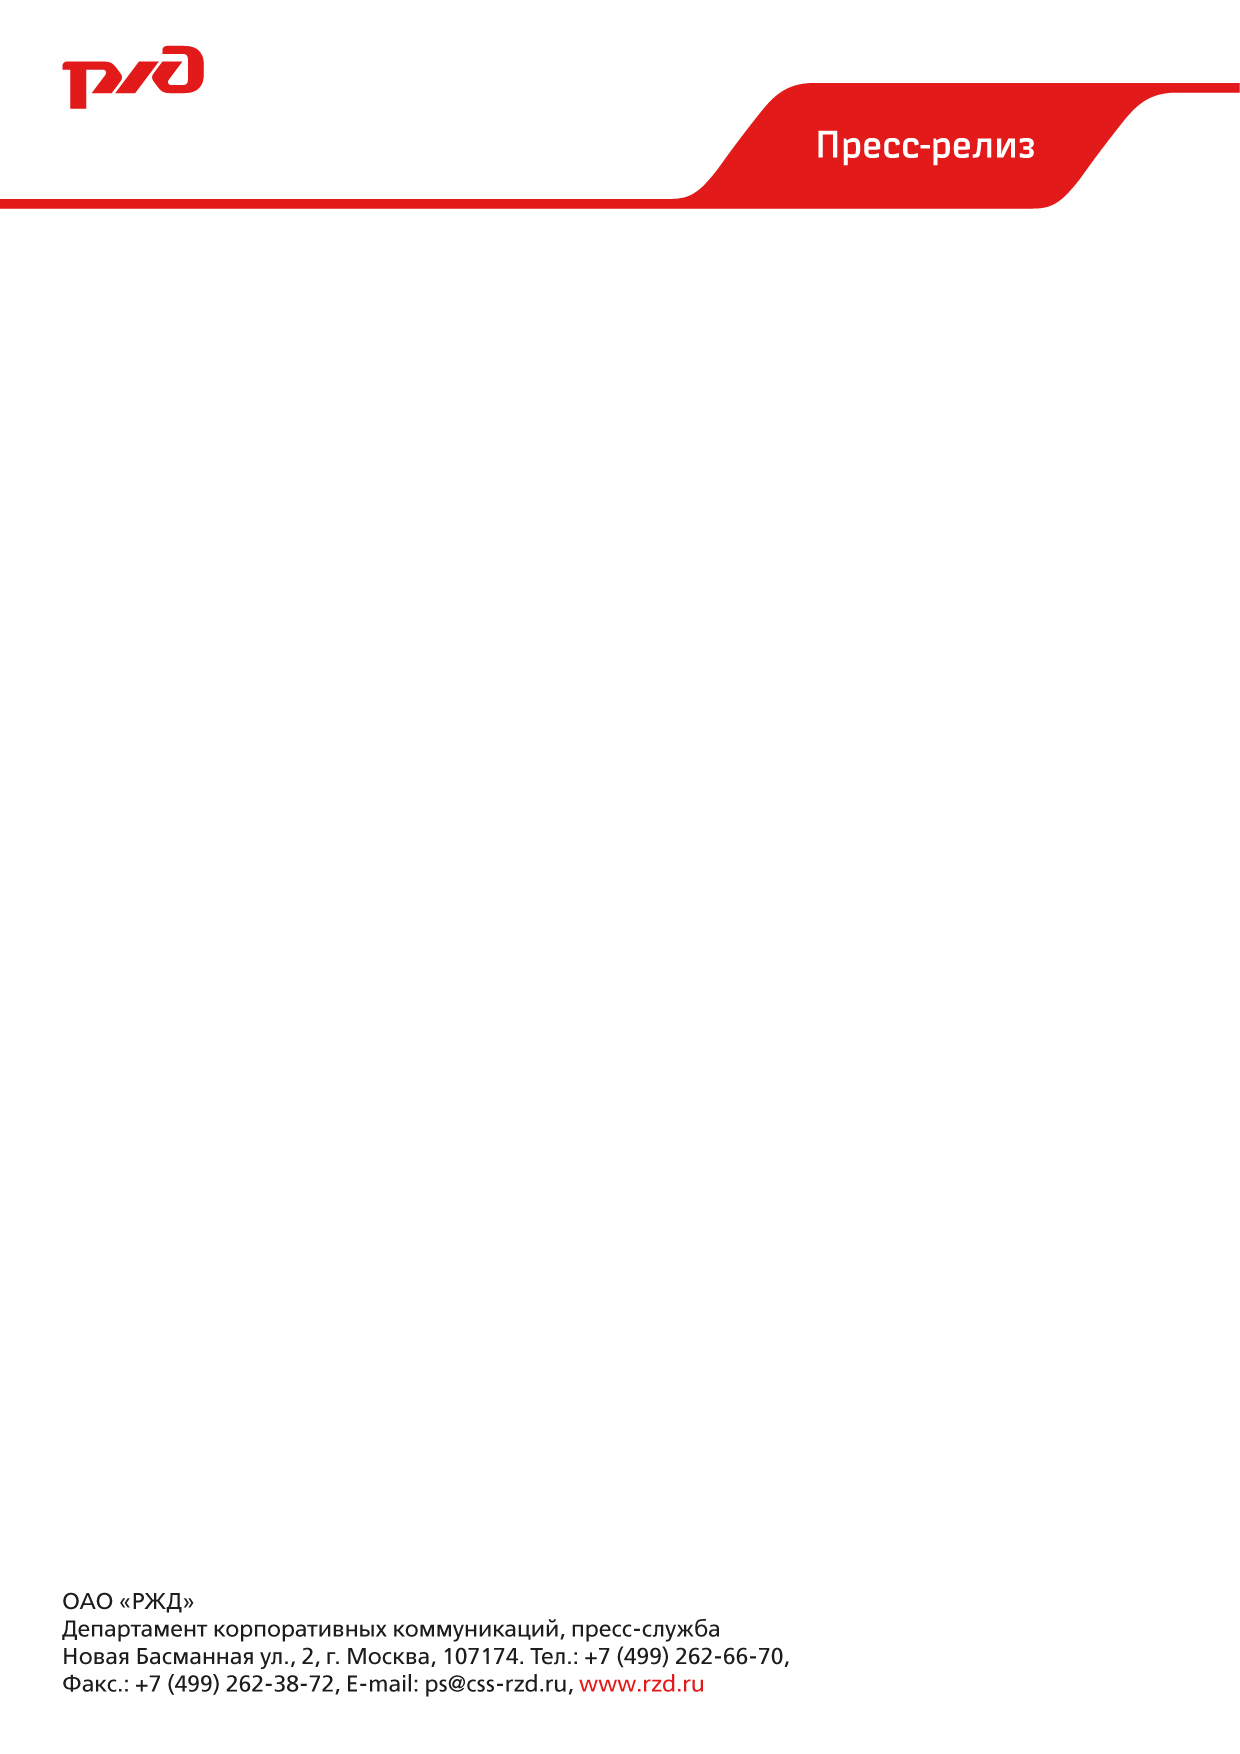 ржд
Пресс-релиз
ОАО «РЖД»
Департамент корпоративных коммуникаций, пресс-служба
Новая Басманная ул., 2, г. Москва, 107174. Тел.: +7 (499) 262-66-70,
Факс.: +7 (499) 262-38-72, E-mail: ps@css-rzd.ru, www.rzd.ru